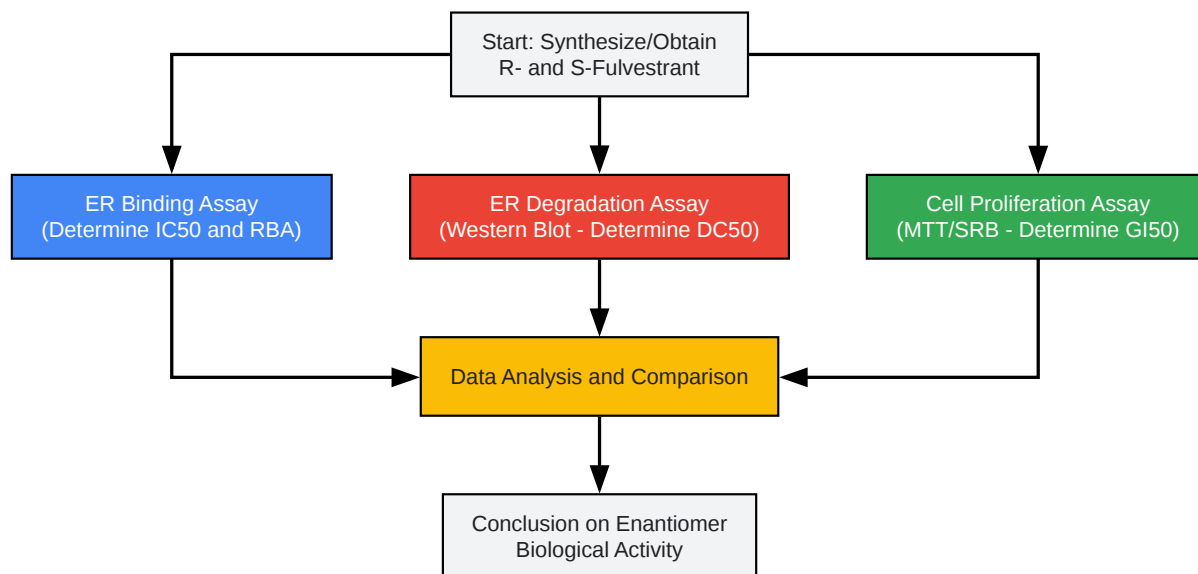 Start: Synthesize/Obtain
R- and S-Fulvestrant
ER Binding Assay
(Determine IC50 and RBA)
ER Degradation Assay
(Western Blot - Determine DC50)
Cell Proliferation Assay
(MTT/SRB - Determine GI50)
Data Analysis and Comparison
Conclusion on Enantiomer
Biological Activity